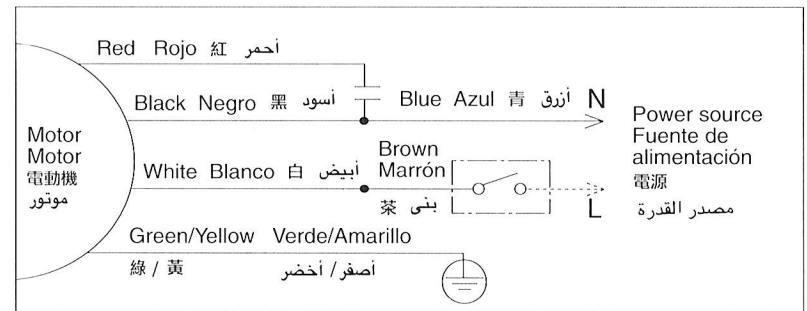 Red Rojo 紅 أحمر
Black Negro 黑 أسود Blue Azul 青 أزرق N
Motor
Motor
電動機
موتور
White Blanco 白 أبيض Brown
Marrón
茶 بنى L
Power source
Fuente de
alimentación
電源
مصدر القدرة
Green/Yellow Verde/Amarillo
綠 / 黃 أصفر / أخضر